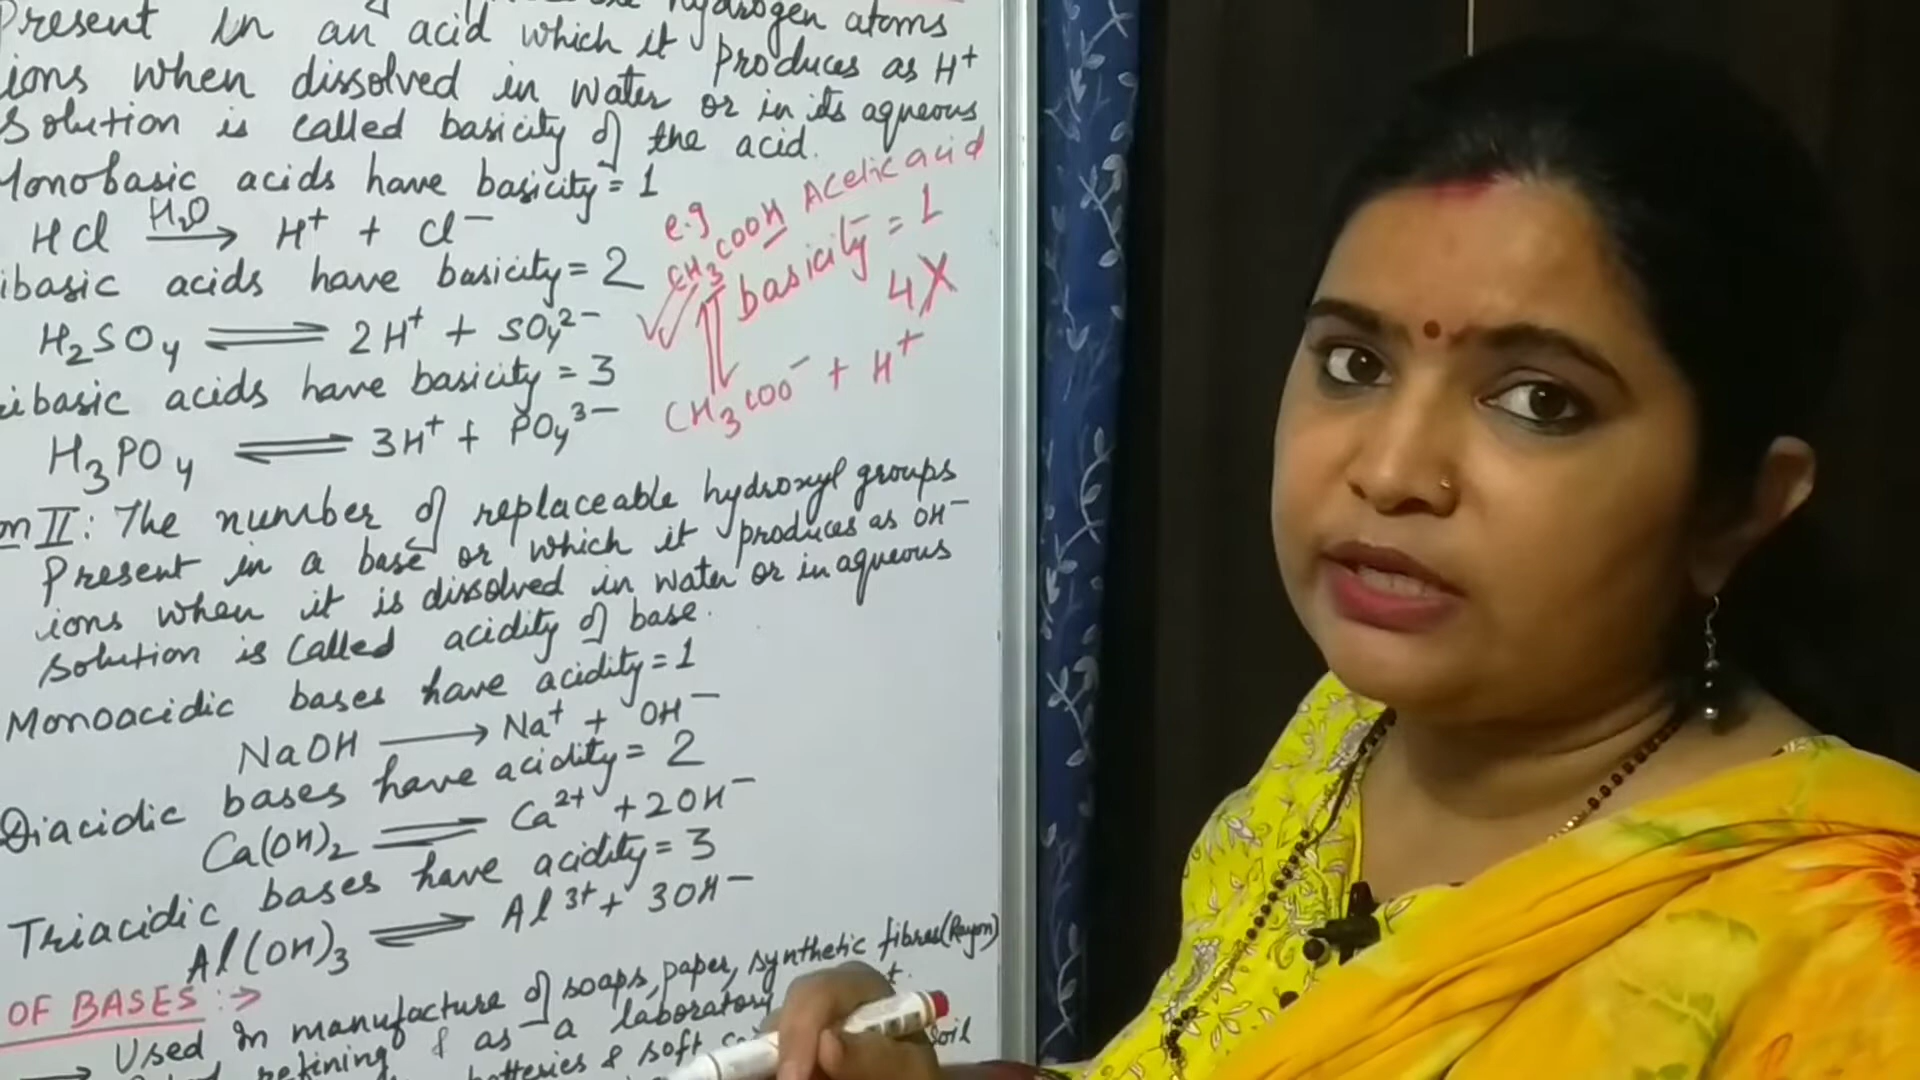 hydrogen atoms
Present in an acid which it produces as H⁺
ions when dissolved in water or in its aqueous
solution is called basicity of the acid.
Monobasic acids have basicity = 1
HCl H₂O→ H⁺ + Cl⁻
ibasic acids have basicity = 2
H₂SO₄ ⇌ 2H⁺ + SO₄²⁻
ibasic acids have basicity = 3
H₃PO₄ ⇌ 3H⁺ + PO₄³⁻
e.g
CH₃COOH Acetic acid
basicity = 1
4X
CH₃COO⁻ + H⁺
on II: The number of replaceable hydroxyl groups
Present in a base or which it produces as OH⁻
ions when it is dissolved in water or in aqueous
solution is called acidity of base.
Monoacidic bases have acidity = 1
NaOH → Na⁺ + OH⁻
Diacidic bases have acidity = 2
Ca(OH)₂ ⇌ Ca²⁺ + 2OH⁻
Triacidic bases have acidity = 3
Al(OH)₃ ⇌ Al³⁺ + 3OH⁻
OF BASES :→
→ Used in manufacture of soaps, paper, synthetic fibres (Rayon)
refining & as a laboratory
batteries & soft soil